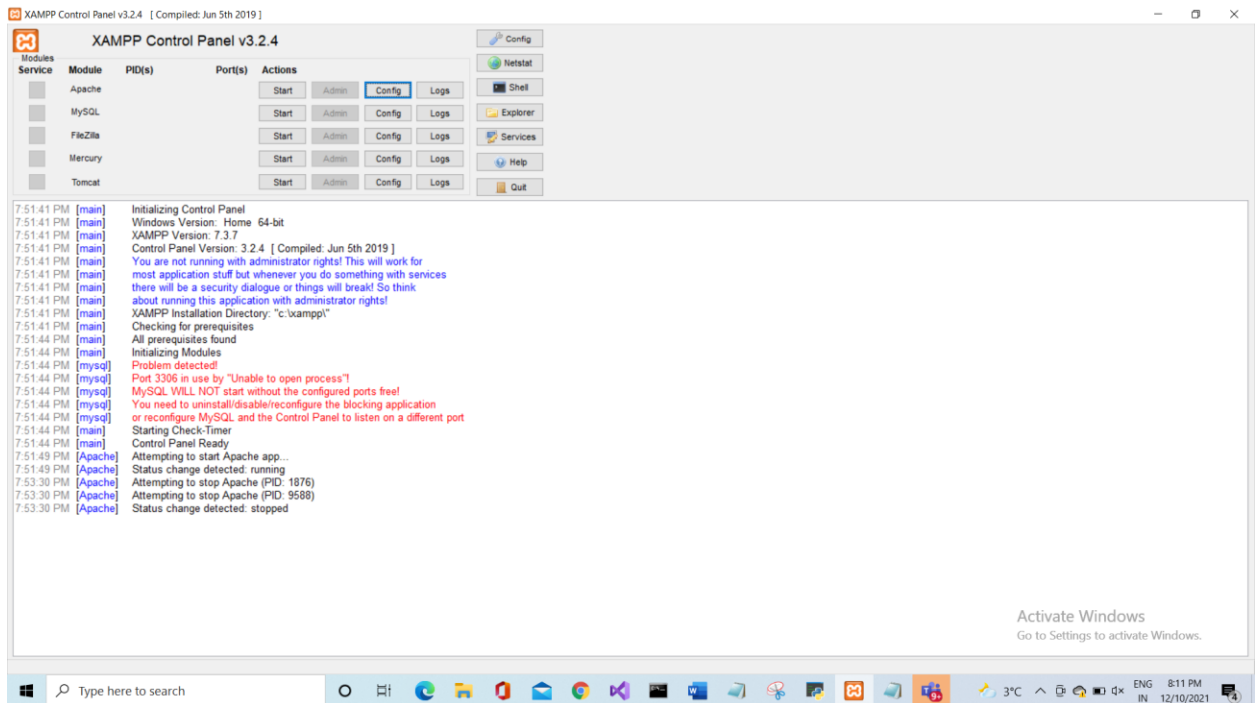 XAMPP Control Panel v3.2.4 [ Compiled: Jun 5th 2019 ]
XAMPP Control Panel v3.2.4
Config
Modules
Service Module PID(s) Port(s) Actions
Netstat
Apache Start Admin Config Logs
Shell
MySQL Start Admin Config Logs
Explorer
FileZilla Start Admin Config Logs
Services
Mercury Start Admin Config Logs
Help
Tomcat Start Admin Config Logs
Quit
7:51:41 PM [main] Initializing Control Panel
7:51:41 PM [main] Windows Version: Home 64-bit
7:51:41 PM [main] XAMPP Version: 7.3.7
7:51:41 PM [main] Control Panel Version: 3.2.4 [ Compiled: Jun 5th 2019 ]
7:51:41 PM [main] You are not running with administrator rights! This will work for
7:51:41 PM [main] most application stuff but whenever you do something with services
7:51:41 PM [main] there will be a security dialogue or things will break! So think
7:51:41 PM [main] about running this application with administrator rights!
7:51:41 PM [main] XAMPP Installation Directory: "c:\xampp\"
7:51:41 PM [main] Checking for prerequisites
7:51:44 PM [main] All prerequisites found
7:51:44 PM [main] Initializing Modules
7:51:44 PM [mysql] Problem detected!
7:51:44 PM [mysql] Port 3306 in use by "Unable to open process"!
7:51:44 PM [mysql] MySQL WILL NOT start without the configured ports free!
7:51:44 PM [mysql] You need to uninstall/disable/reconfigure the blocking application
7:51:44 PM [mysql] or reconfigure MySQL and the Control Panel to listen on a different port
7:51:44 PM [main] Starting Check-Timer
7:51:44 PM [main] Control Panel Ready
7:51:49 PM [Apache] Attempting to start Apache app...
7:51:49 PM [Apache] Status change detected: running
7:53:30 PM [Apache] Attempting to stop Apache (PID: 1876)
7:53:30 PM [Apache] Attempting to stop Apache (PID: 9588)
7:53:30 PM [Apache] Status change detected: stopped
Activate Windows
Go to Settings to activate Windows.
Type here to search
3°C
ENG 8:11 PM
IN 12/10/2021